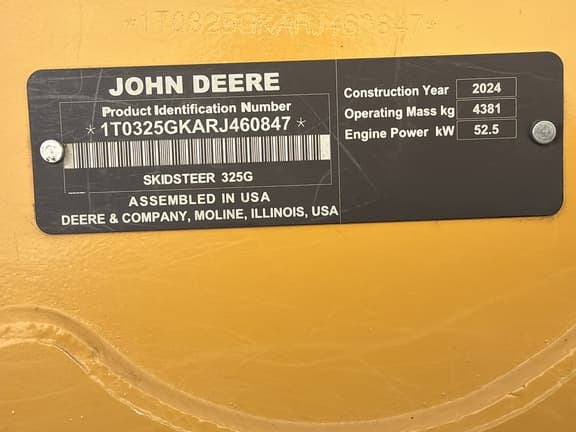 *1T0325GKARJ460847*
JOHN DEERE
Product Identification Number
*1T0325GKARJ460847*
SKIDSTEER 325G
ASSEMBLED IN USA
DEERE & COMPANY, MOLINE, ILLINOIS, USA
Construction Year 2024
Operating Mass kg 4381
Engine Power kW 52.5